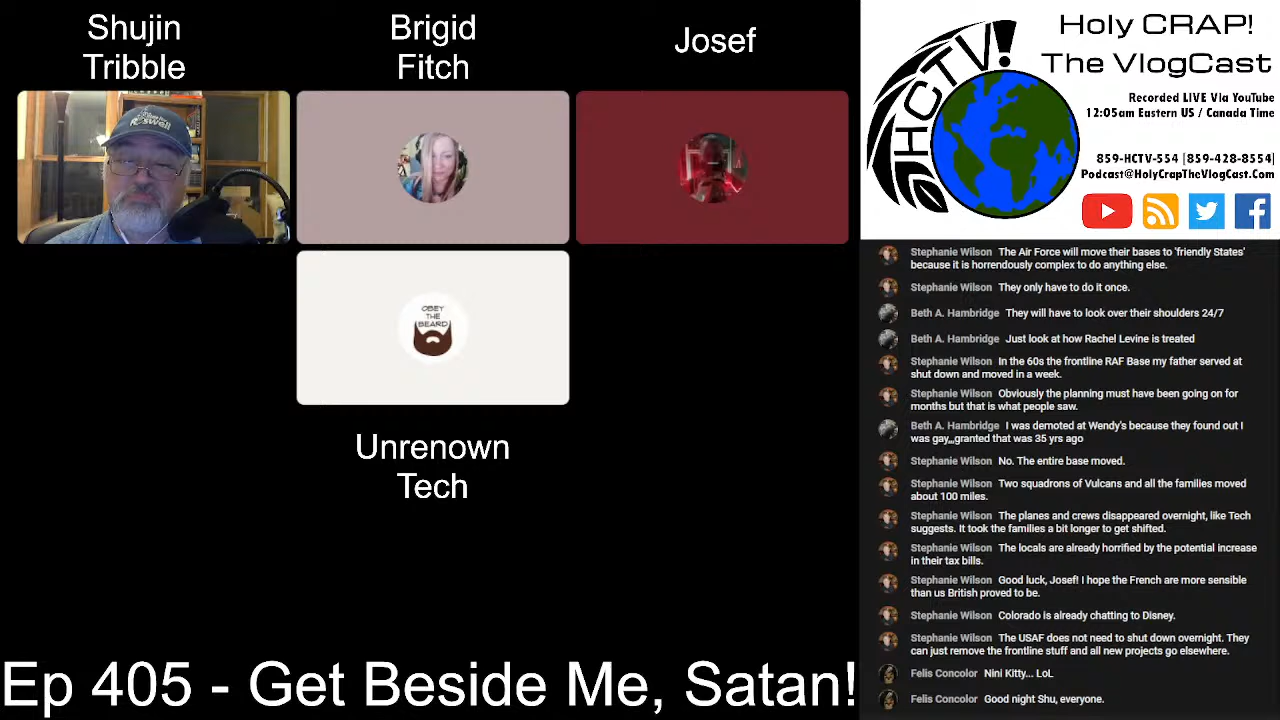 Shujin
Tribble
Brigid
Fitch
Josef
Roswell
OBEY
THE
BEARD
Unrenown
Tech
Ep 405 - Get Beside Me, Satan!
HCTV!
Holy CRAP!
The VlogCast
Recorded LIVE Via YouTube
12:05am Eastern US / Canada Time
859-HCTV-554 [859-428-8554]
Podcast@HolyCrapTheVlogCast.Com
Stephanie Wilson The Air Force will move their bases to 'friendly States'
because it is horrendously complex to do anything else.
Stephanie Wilson They only have to do it once.
Beth A. Hambridge They will have to look over their shoulders 24/7
Beth A. Hambridge Just look at how Rachel Levine is treated
Stephanie Wilson In the 60s the frontline RAF Base my father served at
shut down and moved in a week.
Stephanie Wilson Obviously the planning must have been going on for
months but that is what people saw.
Beth A. Hambridge I was demoted at Wendy's because they found out I
was gay,,,granted that was 35 yrs ago
Stephanie Wilson No. The entire base moved.
Stephanie Wilson Two squadrons of Vulcans and all the families moved
about 100 miles.
Stephanie Wilson The planes and crews disappeared overnight, like Tech
suggests. It took the families a bit longer to get shifted.
Stephanie Wilson The locals are already horrified by the potential increase
in their tax bills.
Stephanie Wilson Good luck, Josef! I hope the French are more sensible
than us British proved to be.
Stephanie Wilson Colorado is already chatting to Disney.
Stephanie Wilson The USAF does not need to shut down overnight. They
can just remove the frontline stuff and all new projects go elsewhere.
Felis Concolor Nini Kitty... LoL
Felis Concolor Good night Shu, everyone.